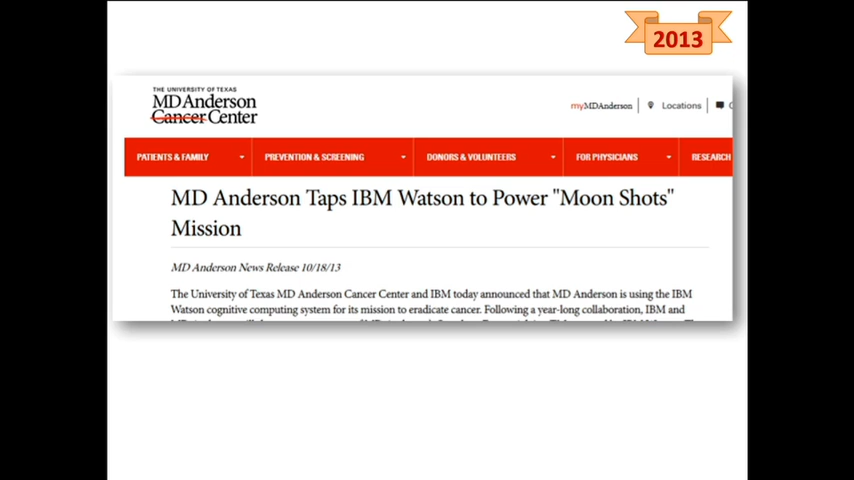 2013
THE UNIVERSITY OF TEXAS
MD Anderson
Cancer Center
myMDAnderson
Locations
PATIENTS & FAMILY
PREVENTION & SCREENING
DONORS & VOLUNTEERS
FOR PHYSICIANS
RESEARCH
MD Anderson Taps IBM Watson to Power "Moon Shots"
Mission
MD Anderson News Release 10/18/13
The University of Texas MD Anderson Cancer Center and IBM today announced that MD Anderson is using the IBM
Watson cognitive computing system for its mission to eradicate cancer. Following a year-long collaboration, IBM and